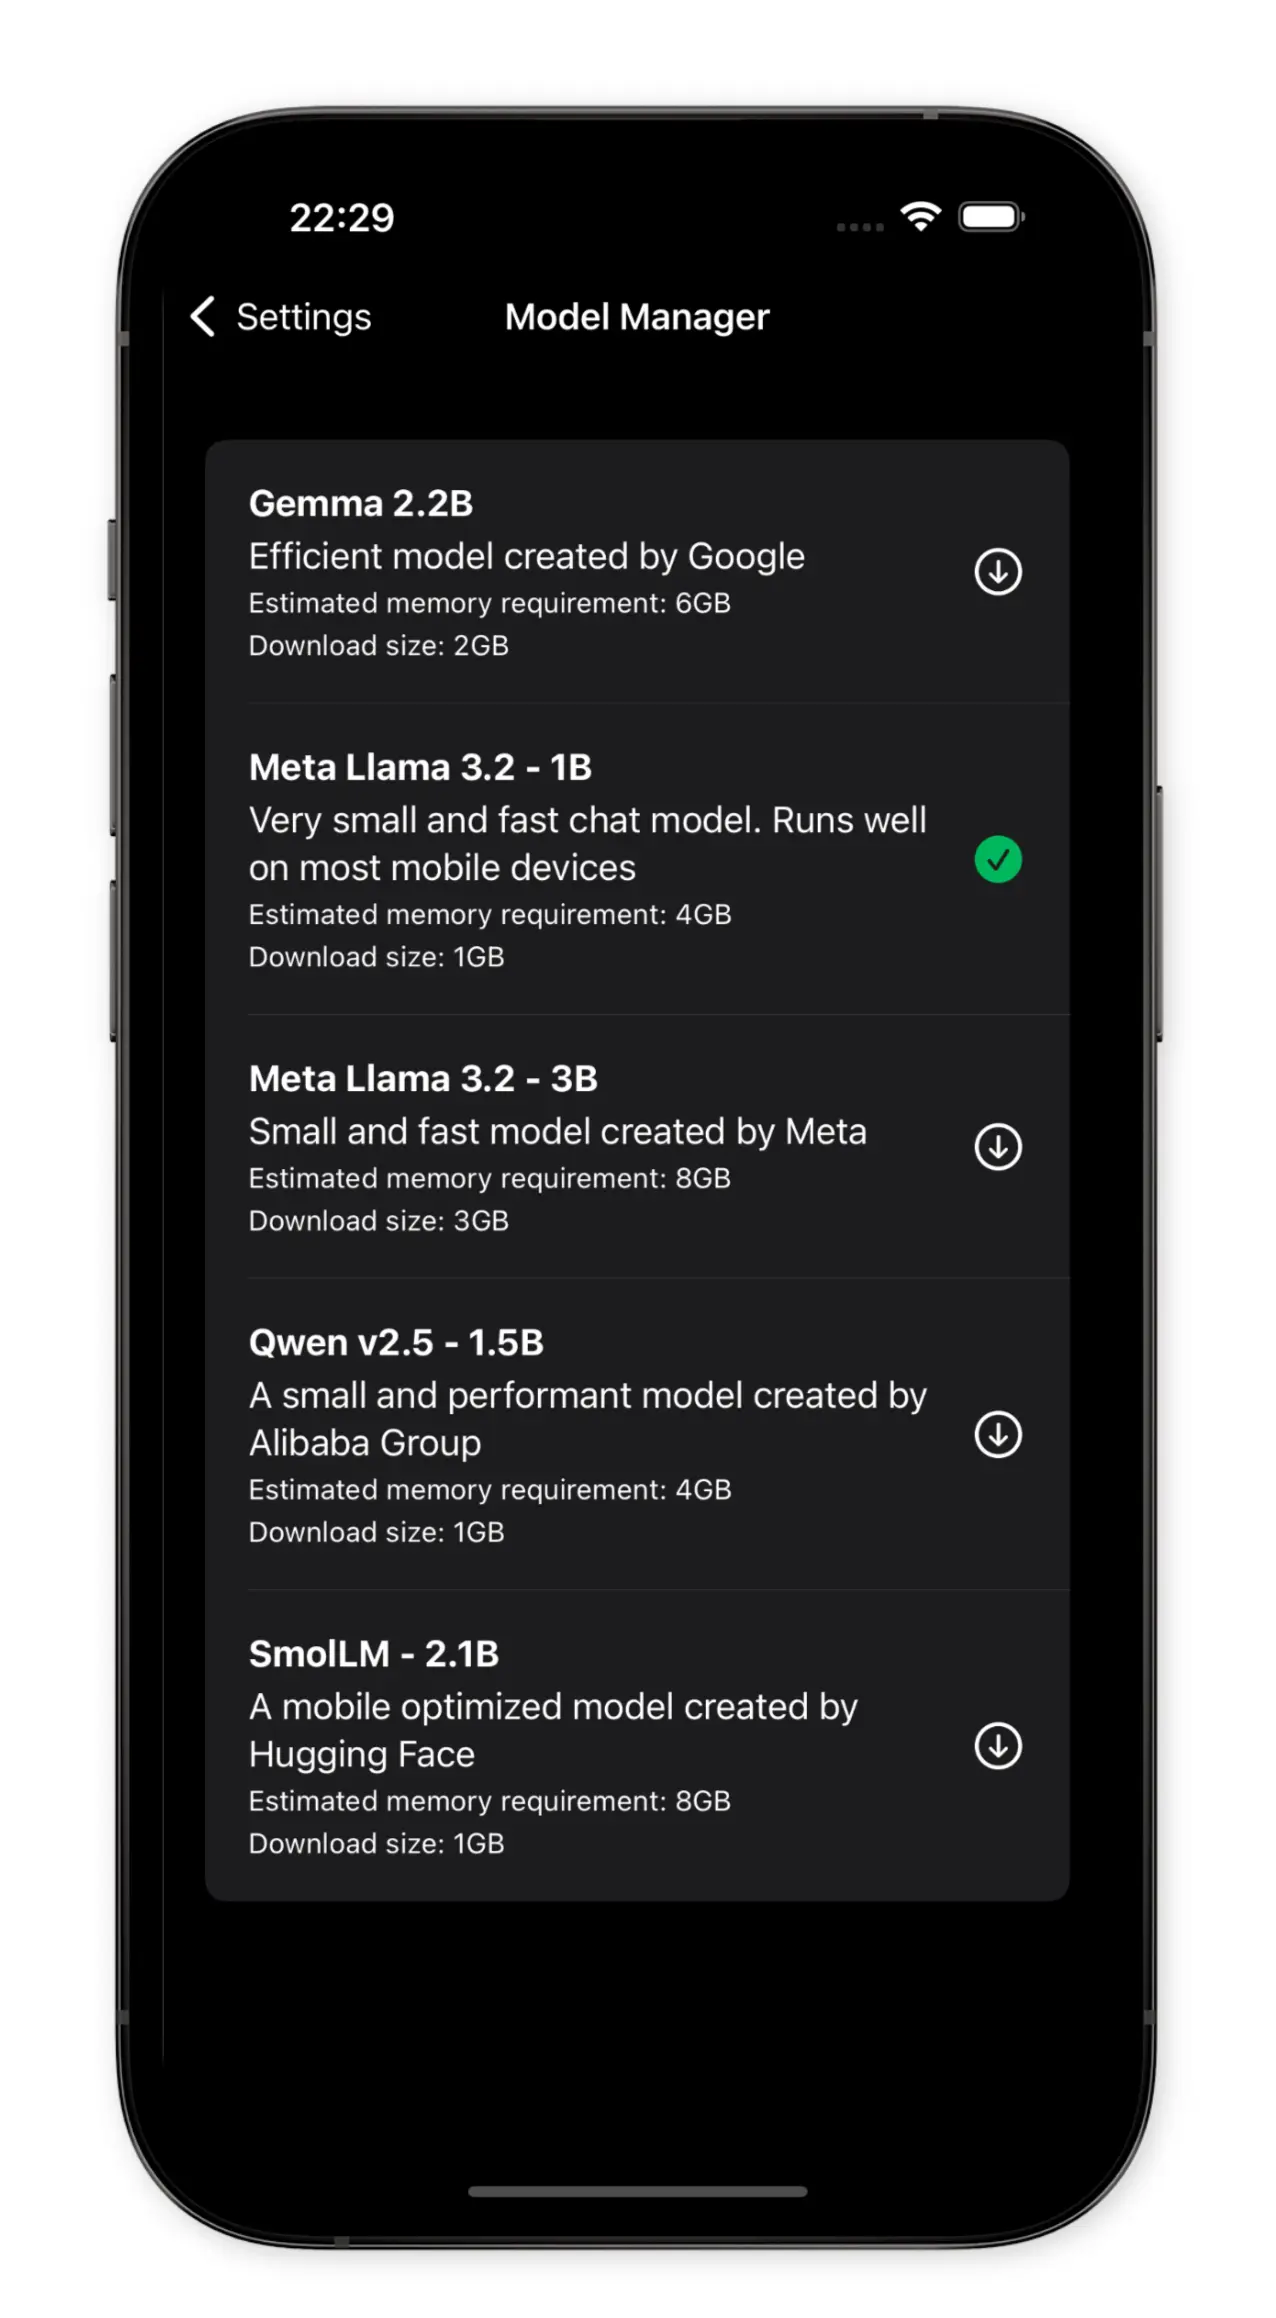 22:29
Settings
Model Manager
Gemma 2.2B
Efficient model created by Google
Estimated memory requirement: 6GB
Download size: 2GB
Meta Llama 3.2 - 1B
Very small and fast chat model. Runs well
on most mobile devices
Estimated memory requirement: 4GB
Download size: 1GB
Meta Llama 3.2 - 3B
Small and fast model created by Meta
Estimated memory requirement: 8GB
Download size: 3GB
Qwen v2.5 - 1.5B
A small and performant model created by
Alibaba Group
Estimated memory requirement: 4GB
Download size: 1GB
SmolLM - 2.1B
A mobile optimized model created by
Hugging Face
Estimated memory requirement: 8GB
Download size: 1GB